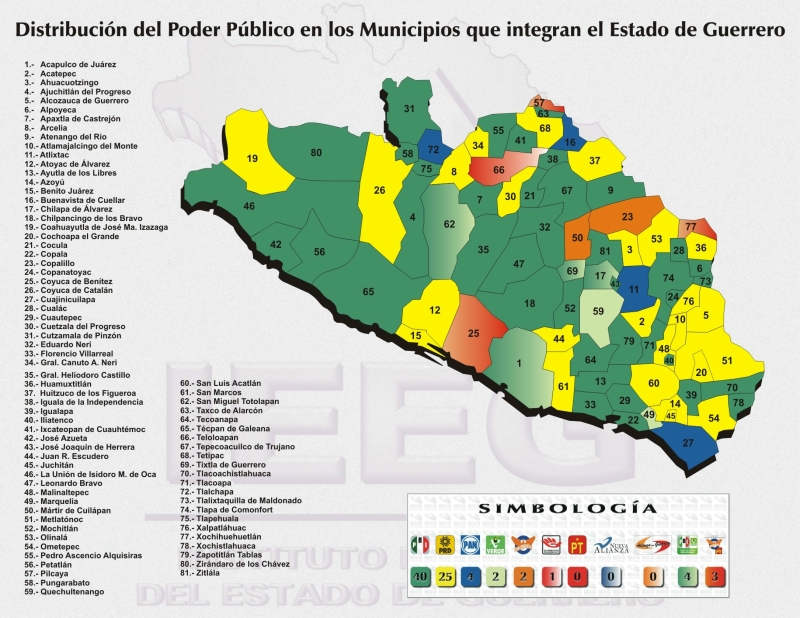 Distribución del Poder Público en los Municipios que integran el Estado de Guerrero
1.- Acapulco de Juárez
2.- Acatepec
3.- Ahuacuotzingo
4.- Ajuchitlán del Progreso
5.- Alcozauca de Guerrero
6.- Alpoyeca
7.- Apaxtla de Castrejón
8.- Arcelia
9.- Atenango del Río
10.- Atlamajalcingo del Monte
11.- Atlixtac
12.- Atoyac de Álvarez
13.- Ayutla de los Libres
14.- Azoyú
15.- Benito Juárez
16.- Buenavista de Cuellar
17.- Chilapa de Álvarez
18.- Chilpancingo de los Bravo
19.- Coahuayutla de José Ma. Izazaga
20.- Cochoapa el Grande
21.- Cocula
22.- Copala
23.- Copalillo
24.- Copanatoyac
25.- Coyuca de Benítez
26.- Coyuca de Catalán
27.- Cuajinicuilapa
28.- Cualác
29.- Cuautepec
30.- Cuetzala del Progreso
31.- Cutzamala de Pinzón
32.- Eduardo Neri
33.- Florencio Villarreal
34.- Gral. Canuto A. Neri
35.- Gral. Heliodoro Castillo
36.- Huamuxtitlán
37. Huitzuco de los Figueroa
38.- Iguala de la Independencia
39.- Igualapa
40.- Iliatenco
41.- Ixcateopan de Cuauhtémoc
42.- José Azueta
43.- José Joaquin de Herrera
44.- Juan R. Escudero
45.- Juchitán
46.- La Unión de Isidoro M. de Oca
47.- Leonardo Bravo
48.- Malinaltepec
49.- Marquelia
50.- Mártir de Cuilápan
51.- Metlatónoc
52.- Mochitlán
53.- Olinalá
54.- Ometepec
55.- Pedro Ascencio Alquisiras
56.- Petatlán
57.- Pilcaya
58.- Pungarabato
59.- Quechultenango
60.- San Luis Acatlán
61.- San Marcos
62.- San Miguel Totolapan
63.- Taxco de Alarcón
64.- Tecoanapa
65.- Técpan de Galeana
66.- Teloloapan
67.- Tepecoacuilco de Trujano
68.- Tetipac
69.- Tixtla de Guerrero
70.- Tlacoachistlahuaca
71.- Tlacoapa
72.- Tlalchapa
73.- Tlalixtaquilla de Maldonado
74.- Tlapa de Comonfort
75.- Tlapehuala
76.- Xalpatláhuac
77.- Xochihuehuetlán
78.- Xochistlahuaca
79.- Zapotitlán Tablas
80.- Zirándaro de los Chávez
81.- Zitlála
31
57
63
68
55
41
16
72
34
58
75
8
66
38
37
80
19
26
30
21
67
9
46
4
62
7
23
42
56
35
32
50
53
77
3
36
81
28
47
69
17
43
74
6
73
65
11
24
76
12
18
52
59
10
5
2
15
25
44
79
71
48
51
1
64
40
61
13
60
20
70
33
29
39
78
22
49
14
45
54
27
SIMBOLOGÍA
PRI
PRD
PAN
VERDE
PT
NUEVA ALIANZA
40 25 4 2 2 1 0 0 0 4 3
IEEG
INSTITUTO
DEL ESTADO DE GUERRERO